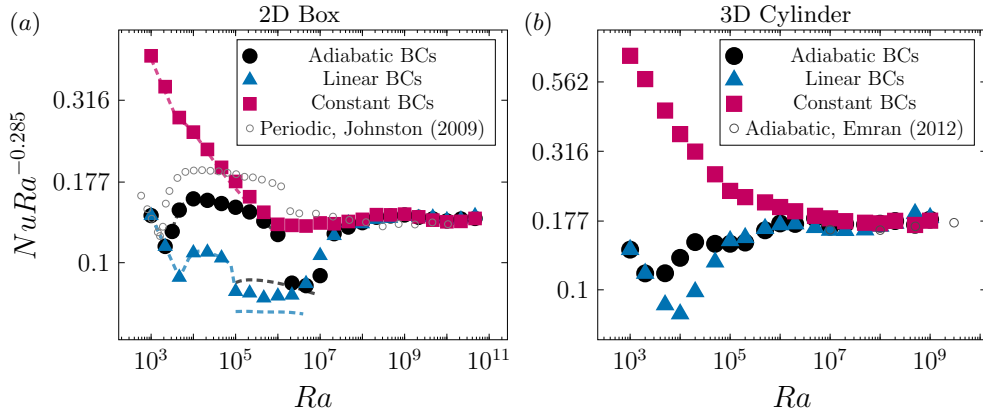 (a)
2D Box
Adiabatic BCs
Linear BCs
Constant BCs
Periodic, Johnston (2009)
NuRa^{-0.285}
0.316
0.177
0.1
10^3 10^5 10^7 10^9 10^{11}
Ra
(b)
3D Cylinder
Adiabatic BCs
Linear BCs
Constant BCs
Adiabatic, Emran (2012)
0.562
0.316
0.177
0.1
10^3 10^5 10^7 10^9
Ra